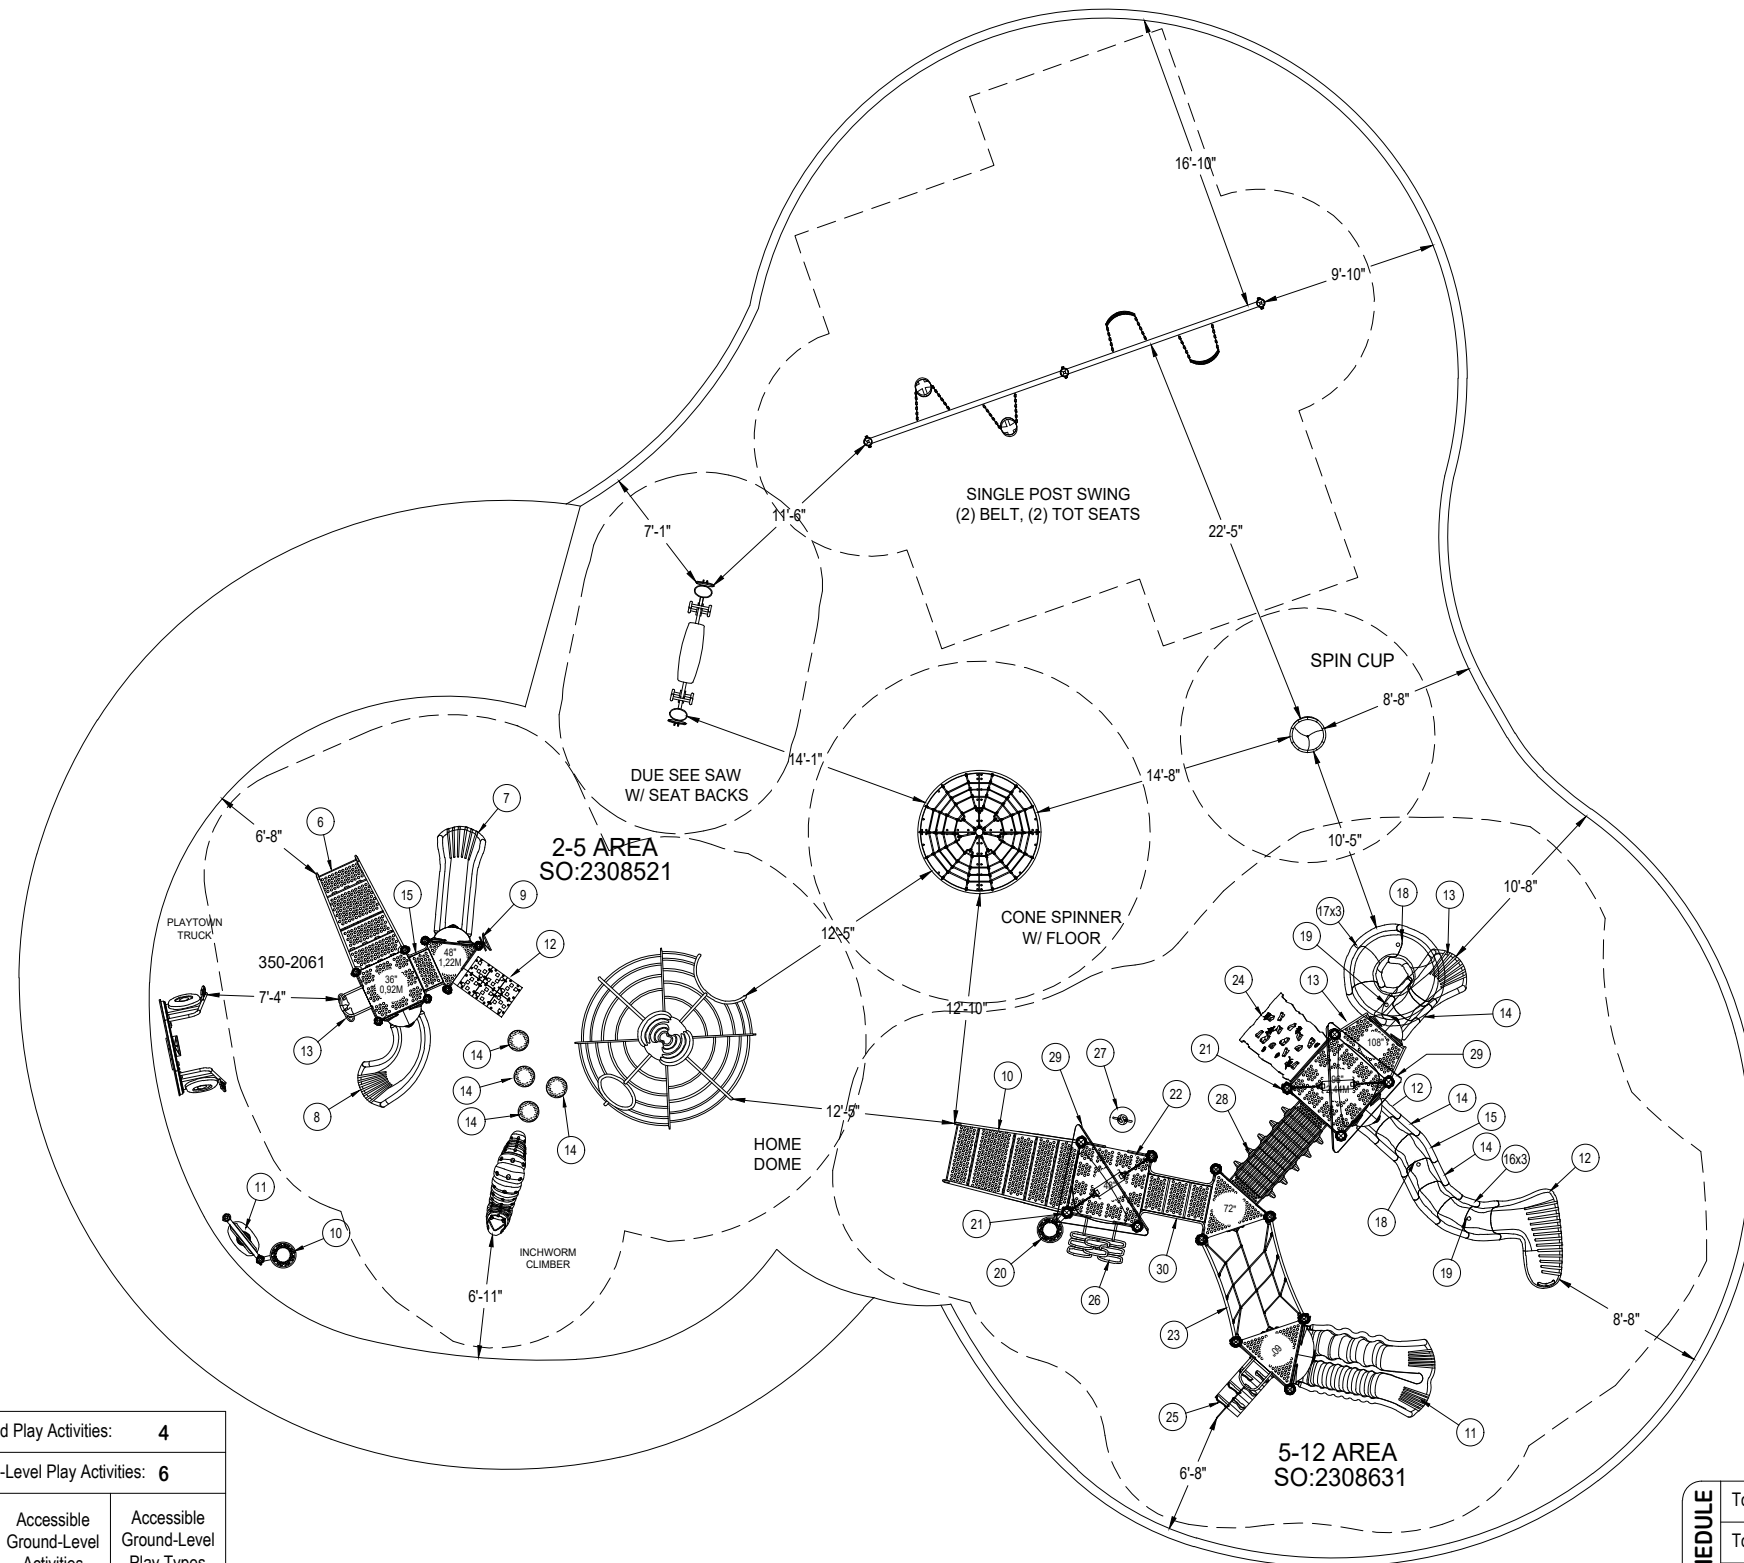 16'-10"
9'-10"
SINGLE POST SWING
(2) BELT, (2) TOT SEATS
11'-6"
7'-1"
22'-5"
SPIN CUP
8'-8"
14'-1"
14'-8"
DUE SEE SAW
W/ SEAT BACKS
10'-5"
6'-8"
6
7
2-5 AREA
SO:2308521
10'-8"
15
9
12
PLAYTOWN
TRUCK
350-2061
48"
1,22M
36"
0,92M
7'-4"
13
8
14
14
14
14
14
12'-5"
CONE SPINNER
W/ FLOOR
17x3
18
13
19
24
13
14
12'-10"
108"
29
27
10
22
28
21
29
12
14
15
14
16x3
12
12'-5"
HOME
DOME
72"
18
19
11
10
INCHWORM
CLIMBER
6'-11"
21
20
26
30
23
8'-8"
25
11
6'-8"
5-12 AREA
SO:2308631
d Play Activities: 4
-Level Play Activities: 6
Accessible
Ground-Level
Activities
Accessible
Ground-Level
Play Types
EDULE
To
To